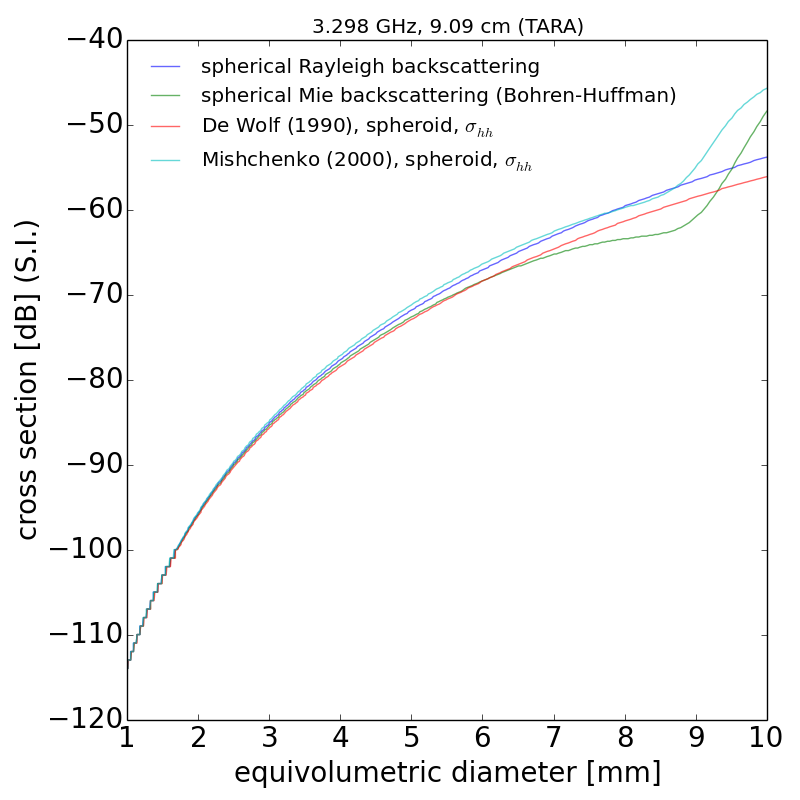 3.298 GHz, 9.09 cm (TARA)
spherical Rayleigh backscattering
spherical Mie backscattering (Bohren-Huffman)
De Wolf (1990), spheroid, σhh
Mishchenko (2000), spheroid, σhh
−40
−50
−60
−70
−80
−90
−100
−110
−120
cross section [dB] (S.I.)
1 2 3 4 5 6 7 8 9 10
equivolumetric diameter [mm]